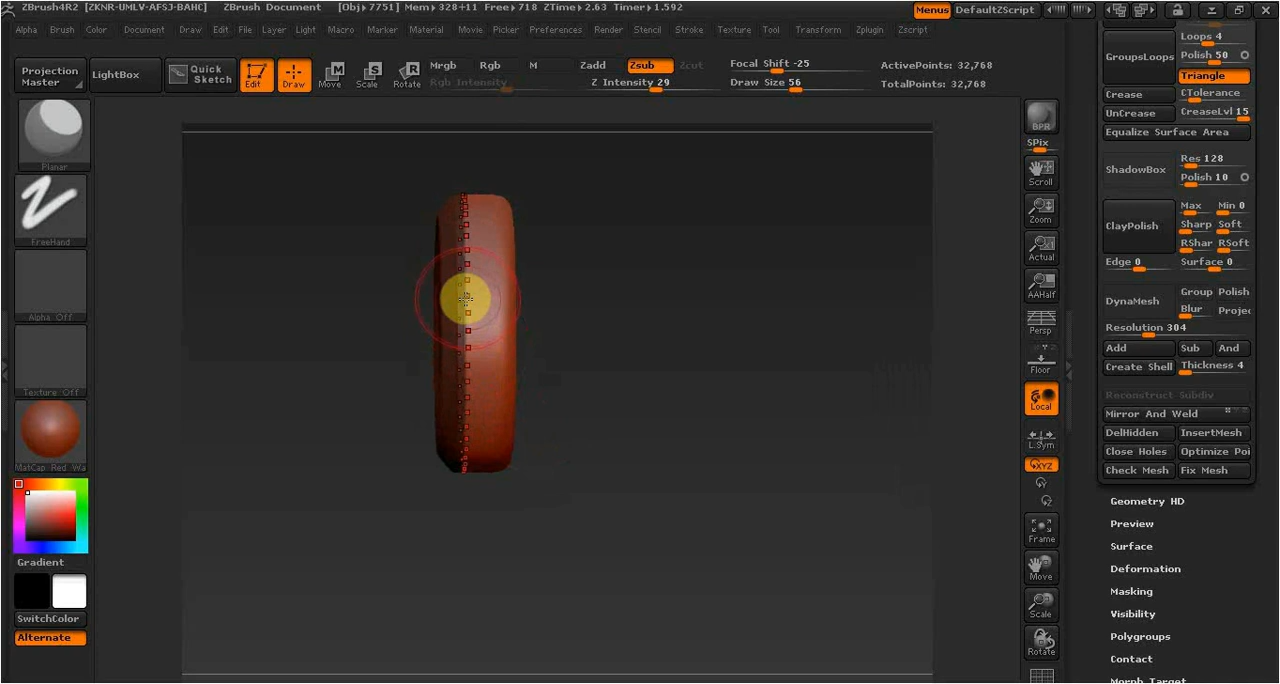 ZBrush4R2 [ZKNR-UMLV-AFSJ-BAHC] ZBrush Document [Obj▸7751] Mem▸328+11 Free▸718 ZTime▸2.63 Timer▸1.592 Menus DefaultZScript
Alpha Brush Color Document Draw Edit File Layer Light Macro Marker Material Movie Picker Preferences Render Stencil Stroke Texture Tool Transform Zplugin Zscript
Projection Master
LightBox
Quick Sketch
Edit
Draw
Move
Scale
Rotate
Mrgb Rgb M Zadd Zsub Zcut
Rgb Intensity Z Intensity 29
Focal Shift -25
Draw Size 56
ActivePoints: 32,768
TotalPoints: 32,768
Planar
FreeHand
Alpha Off
Texture Off
MatCap Red Wa
Gradient
SwitchColor
Alternate
BPR
SPix
Scroll
Zoom
Actual
AAHalf
Persp
Floor
Local
L.Sym
XYZ
Y
Z
Frame
Move
Scale
Rotate
GroupsLoops
Loops 4
Polish 50
Triangle
Crease CTolerance
UnCrease CreaseLvl 15
Equalize Surface Area
ShadowBox
Res 128
Polish 10
ClayPolish
Max Min 0
Sharp Soft
RShar RSoft
Edge 0 Surface 0
DynaMesh
Group Polish
Blur Projec
Resolution 304
Add Sub And
Create Shell Thickness 4
Reconstruct Subdiv
Mirror And Weld
DelHidden InsertMesh
Close Holes Optimize Poi
Check Mesh Fix Mesh
Geometry HD
Preview
Surface
Deformation
Masking
Visibility
Polygroups
Contact
Morph Target